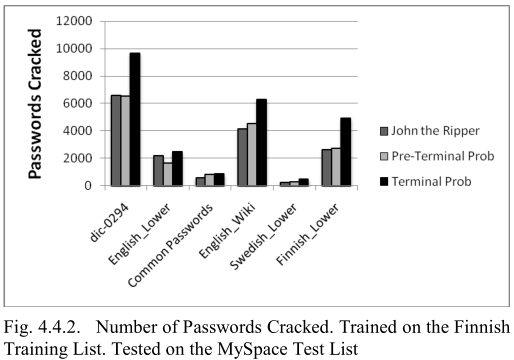 12000
10000
8000
6000
4000
2000
0
Passwords Cracked
dic-0294
English_Lower
Common Passwords
English_Wiki
Swedish_Lower
Finnish_Lower
John the Ripper
Pre-Terminal Prob
Terminal Prob
Fig. 4.4.2. Number of Passwords Cracked. Trained on the Finnish
Training List. Tested on the MySpace Test List